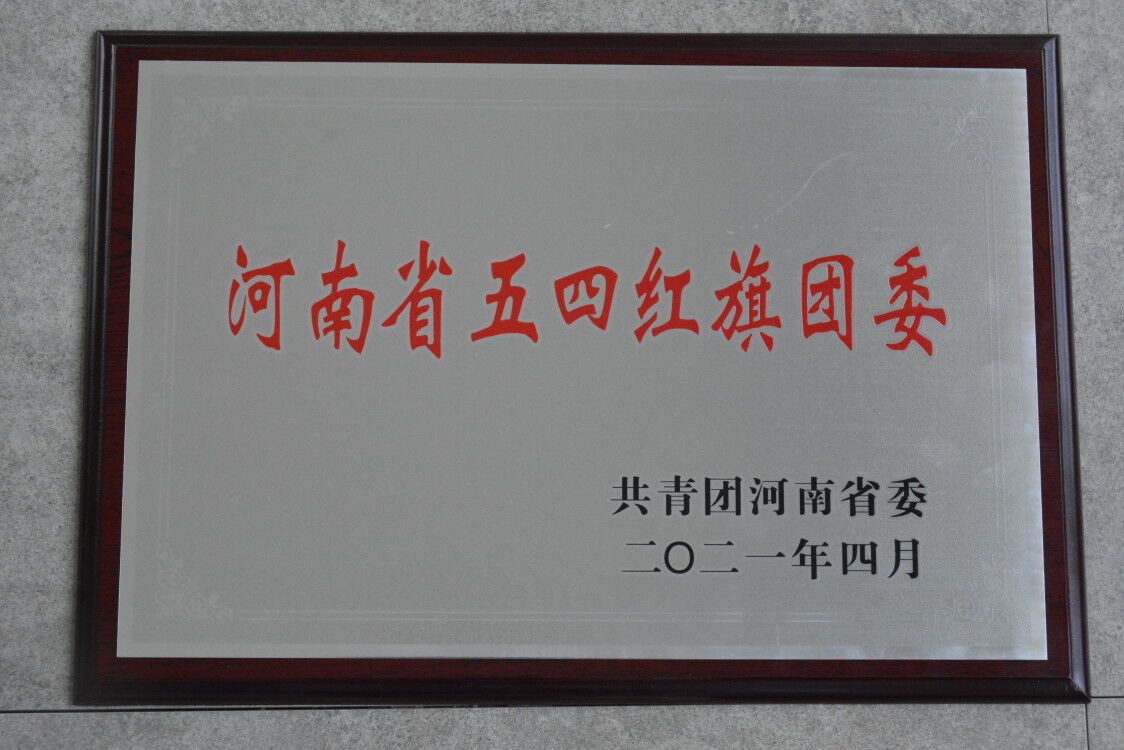 河南省五四红旗团委
共青团河南省委
二〇二一年四月